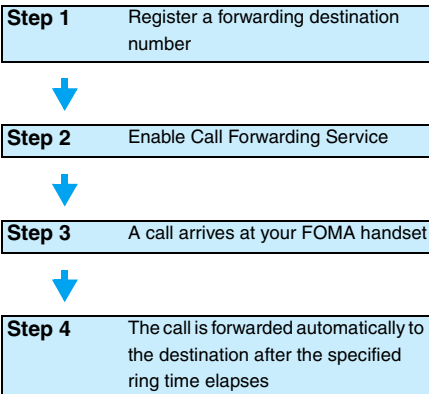 Step 1 Register a forwarding destination
number
Step 2 Enable Call Forwarding Service
Step 3 A call arrives at your FOMA handset
Step 4 The call is forwarded automatically to
the destination after the specified
ring time elapses